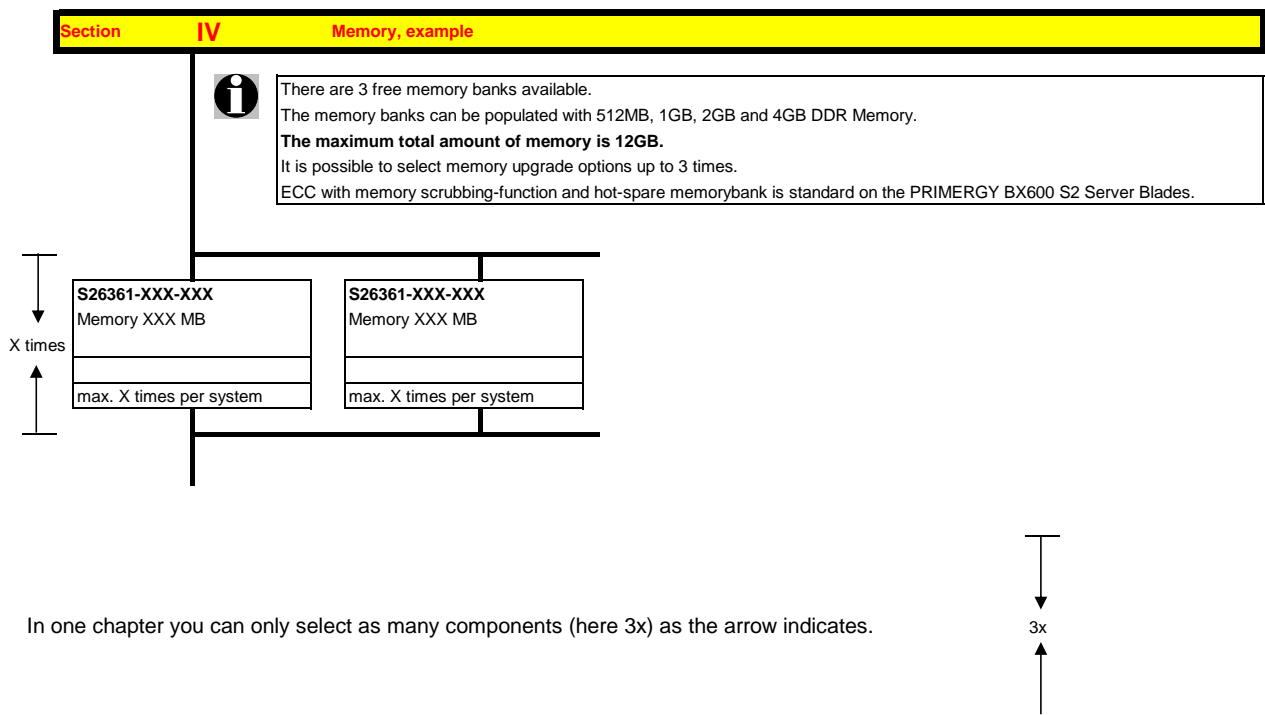 Section IV Memory, example
There are 3 free memory banks available.
The memory banks can be populated with 512MB, 1GB, 2GB and 4GB DDR Memory.
The maximum total amount of memory is 12GB.
It is possible to select memory upgrade options up to 3 times.
ECC with memory scrubbing-function and hot-spare memorybank is standard on the PRIMERGY BX600 S2 Server Blades.
X times
S26361-XXX-XXX
Memory XXX MB
max. X times per system
S26361-XXX-XXX
Memory XXX MB
max. X times per system
In one chapter you can only select as many components (here 3x) as the arrow indicates.
3x